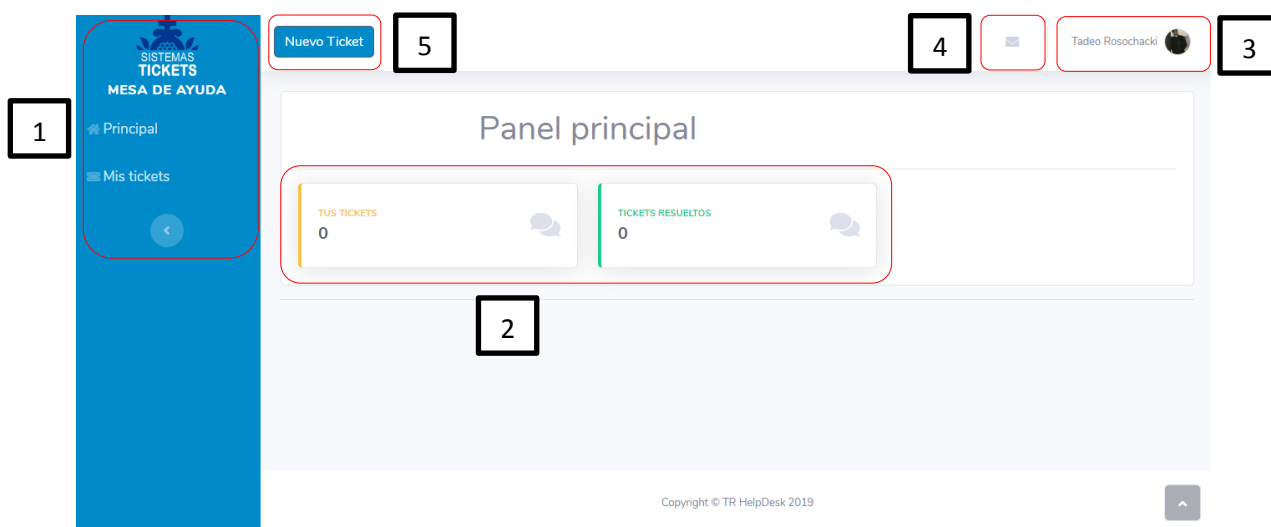 SISTEMAS
TICKETS
MESA DE AYUDA
1
Principal
Mis tickets
Nuevo Ticket
5
4
Tadeo Rosochacki
3
Panel principal
TUS TICKETS
0
TICKETS RESUELTOS
0
2
Copyright © TR HelpDesk 2019